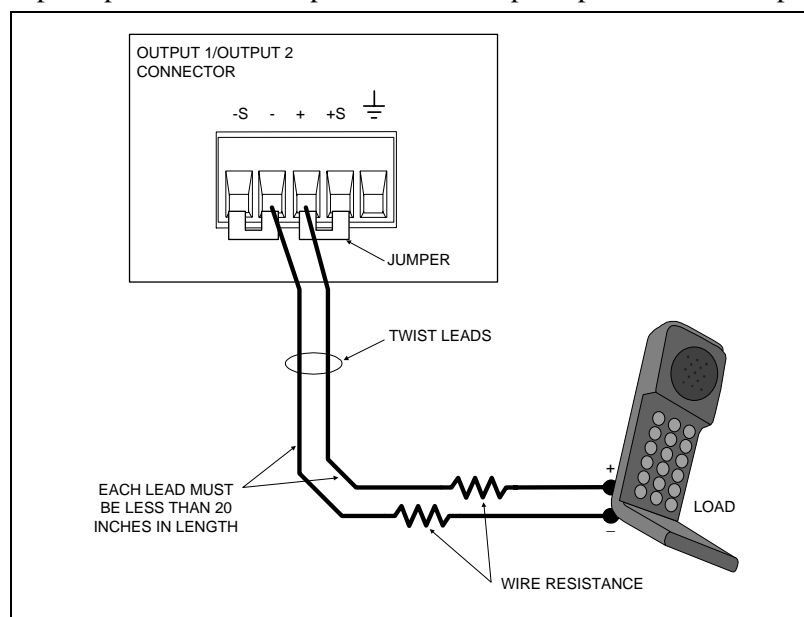 OUTPUT 1/OUTPUT 2
CONNECTOR
-S - + +S
JUMPER
TWIST LEADS
EACH LEAD MUST
BE LESS THAN 20
INCHES IN LENGTH
+
LOAD
_
WIRE RESISTANCE